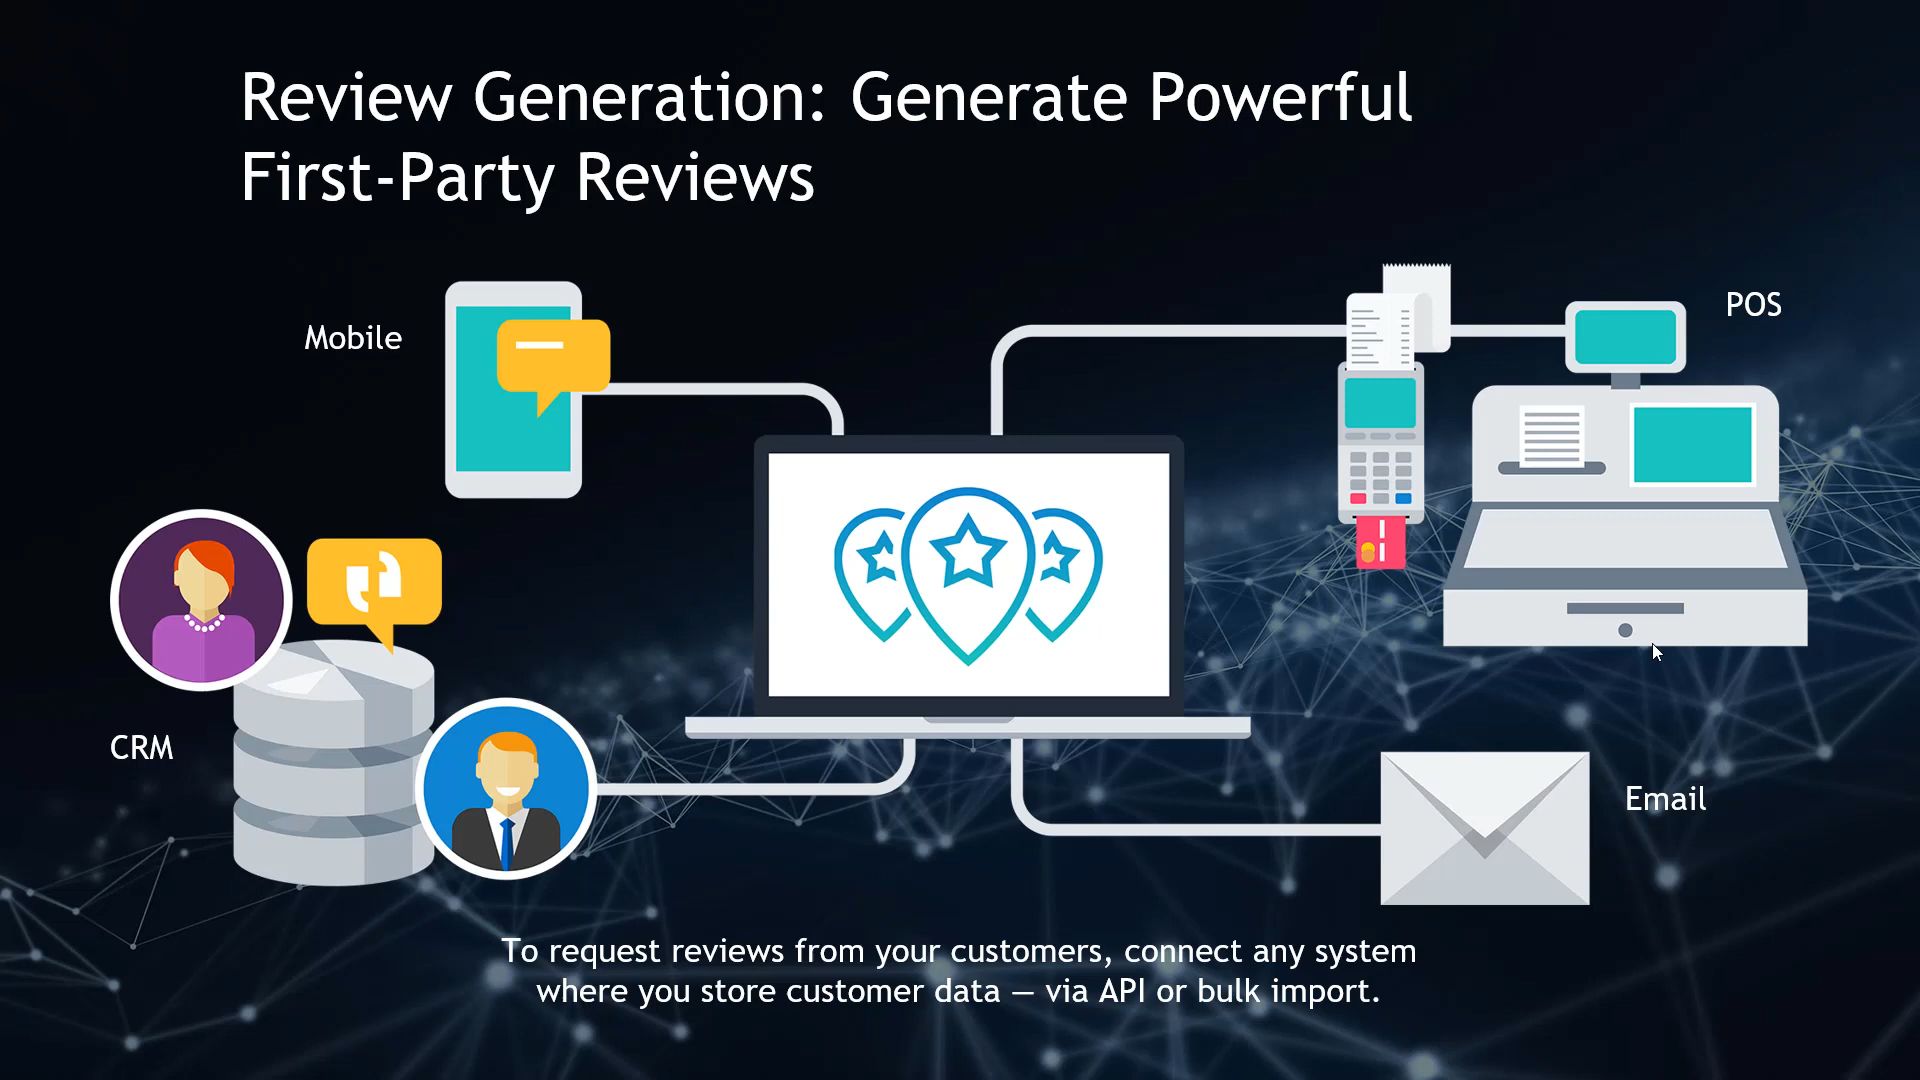 Review Generation: Generate Powerful
First-Party Reviews
Mobile
POS
CRM
Email
To request reviews from your customers, connect any system
where you store customer data — via API or bulk import.